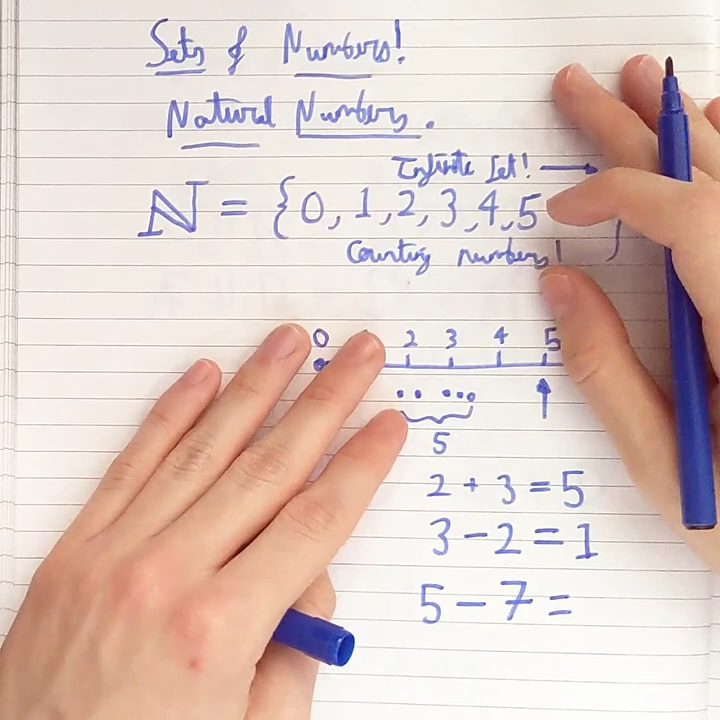 Sets of Numbers!
Natural Numbers.
Infinite Set! →
ℕ = {0, 1, 2, 3, 4, 5
Counting numbers!
0 2 3 4 5
5
2 + 3 = 5
3 - 2 = 1
5 - 7 =